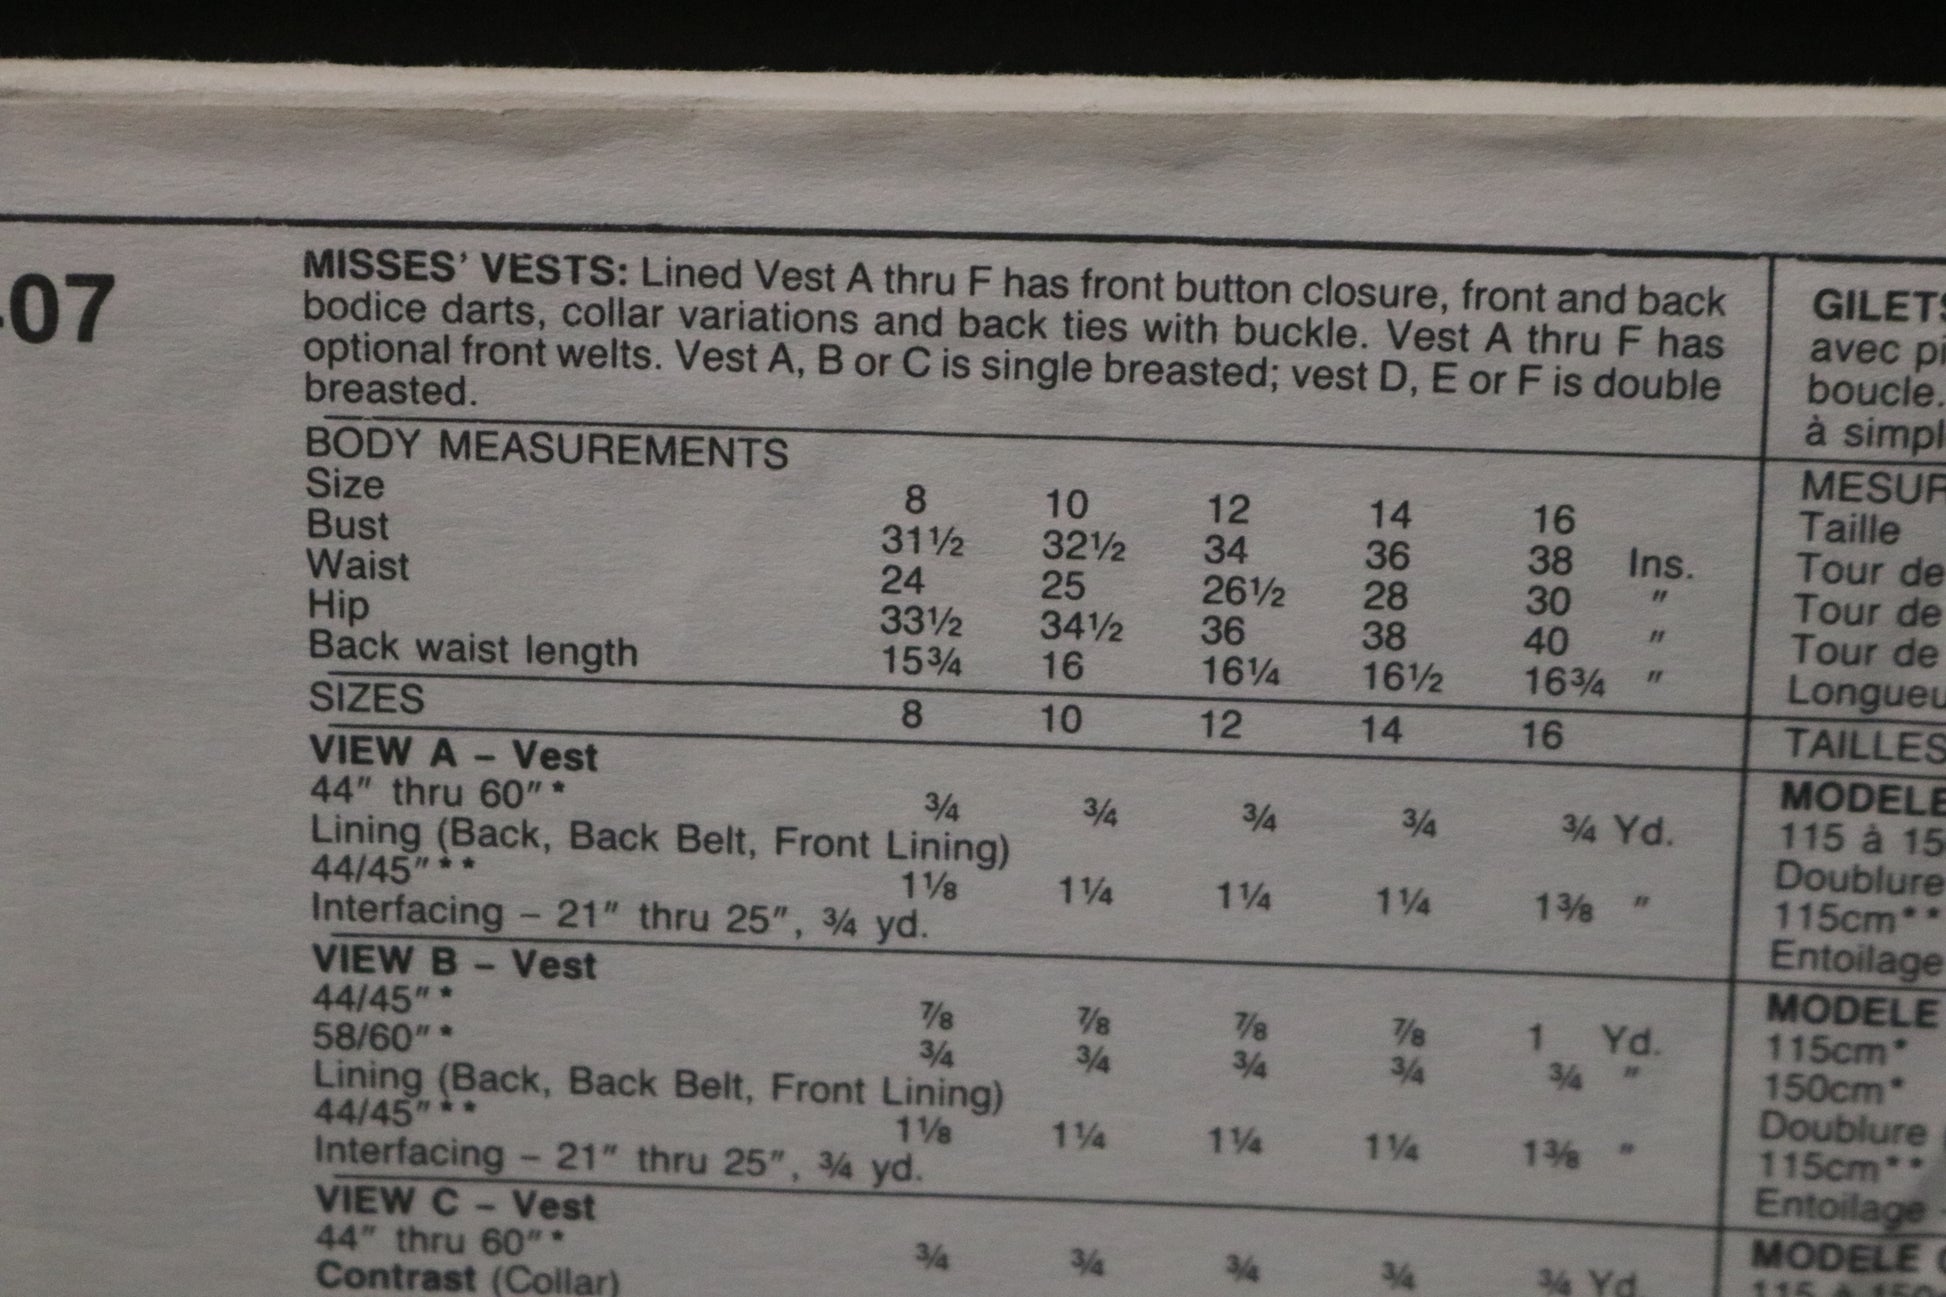 407
MISSES' VESTS: Lined Vest A thru F has front button closure, front and back
bodice darts, collar variations and back ties with buckle. Vest A thru F has
optional front welts. Vest A, B or C is single breasted; vest D, E or F is double
breasted.
BODY MEASUREMENTS
Size 8 10 12 14 16
Bust 31½ 32½ 34 36 38 Ins.
Waist 24 25 26½ 28 30 "
Hip 33½ 34½ 36 38 40 "
Back waist length 15¾ 16 16¼ 16½ 16¾ "
SIZES 8 10 12 14 16
VIEW A – Vest
44" thru 60"* ¾ ¾ ¾ ¾ ¾ Yd.
Lining (Back, Back Belt, Front Lining)
44/45"** 1⅛ 1¼ 1¼ 1¼ 1⅜ "
Interfacing – 21" thru 25", ¾ yd.
VIEW B – Vest
44/45"* ⅞ ⅞ ⅞ ⅞ 1 Yd.
58/60"* ¾ ¾ ¾ ¾ ¾ "
Lining (Back, Back Belt, Front Lining)
44/45"** 1⅛ 1¼ 1¼ 1¼ 1⅜ "
Interfacing – 21" thru 25", ¾ yd.
VIEW C – Vest
44" thru 60"* ¾ ¾ ¾ ¾ ¾ Yd.
Contrast (Collar)
GILETS
avec pi
boucle.
à simpl
MESUR
Taille
Tour de
Tour de
Tour de
Longueu
TAILLES
MODELE
115 à 15
Doublure
115cm**
Entoilage
MODELE
115cm*
150cm*
Doublure
115cm**
Entoilage
MODELE
115 à 150